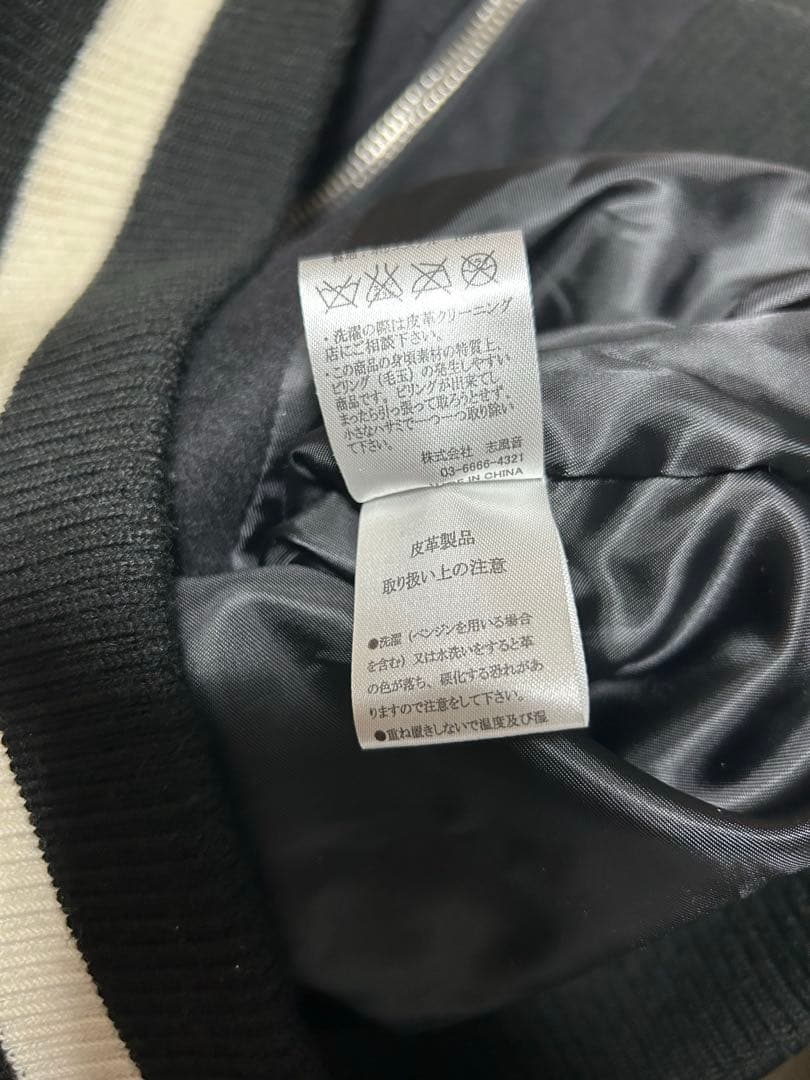 ・洗濯の際は皮革クリーニング
店にご相談下さい。
・この商品の身頃素材の特質上、
ピリング（毛玉）の発生しやすい
商品です。ピリングが出来てし
まったら引っ張って取ろうとせず、
小さなハサミで一つ一つ取り除い
て下さい。
株式会社 志風音
03-6666-4321
IN CHINA
皮革製品
取り扱い上の注意
●洗濯（ベンジンを用いる場合
を含む）又は水洗いをすると革
の色が落ち、硬化する恐れがあ
りますので注意をして下さい。
●重ね置きしないで温度及び湿